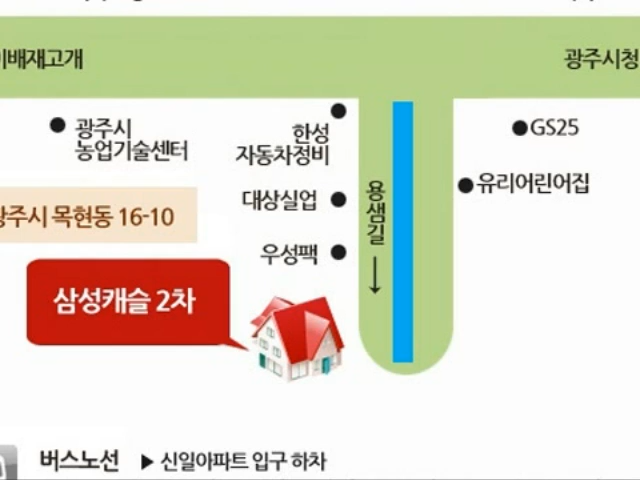 이배재고개
광주시청
광주시
농업기술센터
한성
자동차정비
GS25
대상실업
용샘길
유리어린어집
광주시 목현동 16-10
우성팩
삼성캐슬 2차
버스노선 ▶ 신일아파트 입구 하차